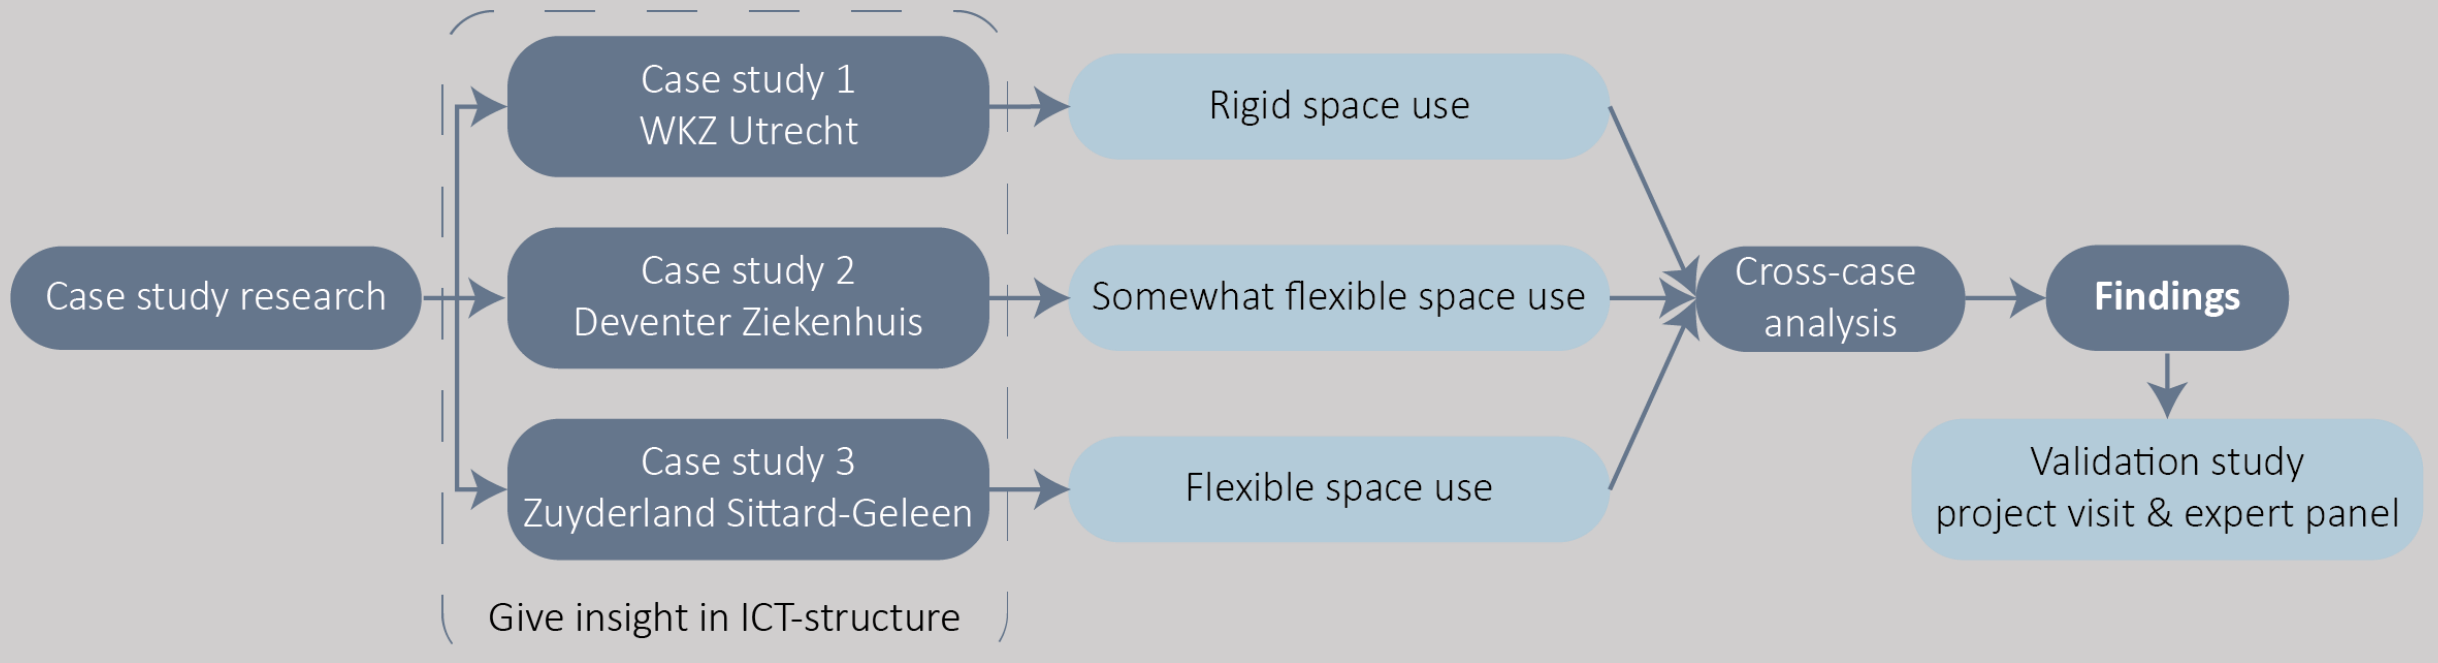 Case study research
Case study 1
WKZ Utrecht
Case study 2
Deventer Ziekenhuis
Case study 3
Zuyderland Sittard-Geleen
Give insight in ICT-structure
Rigid space use
Somewhat flexible space use
Flexible space use
Cross-case
analysis
Findings
Validation study
project visit & expert panel